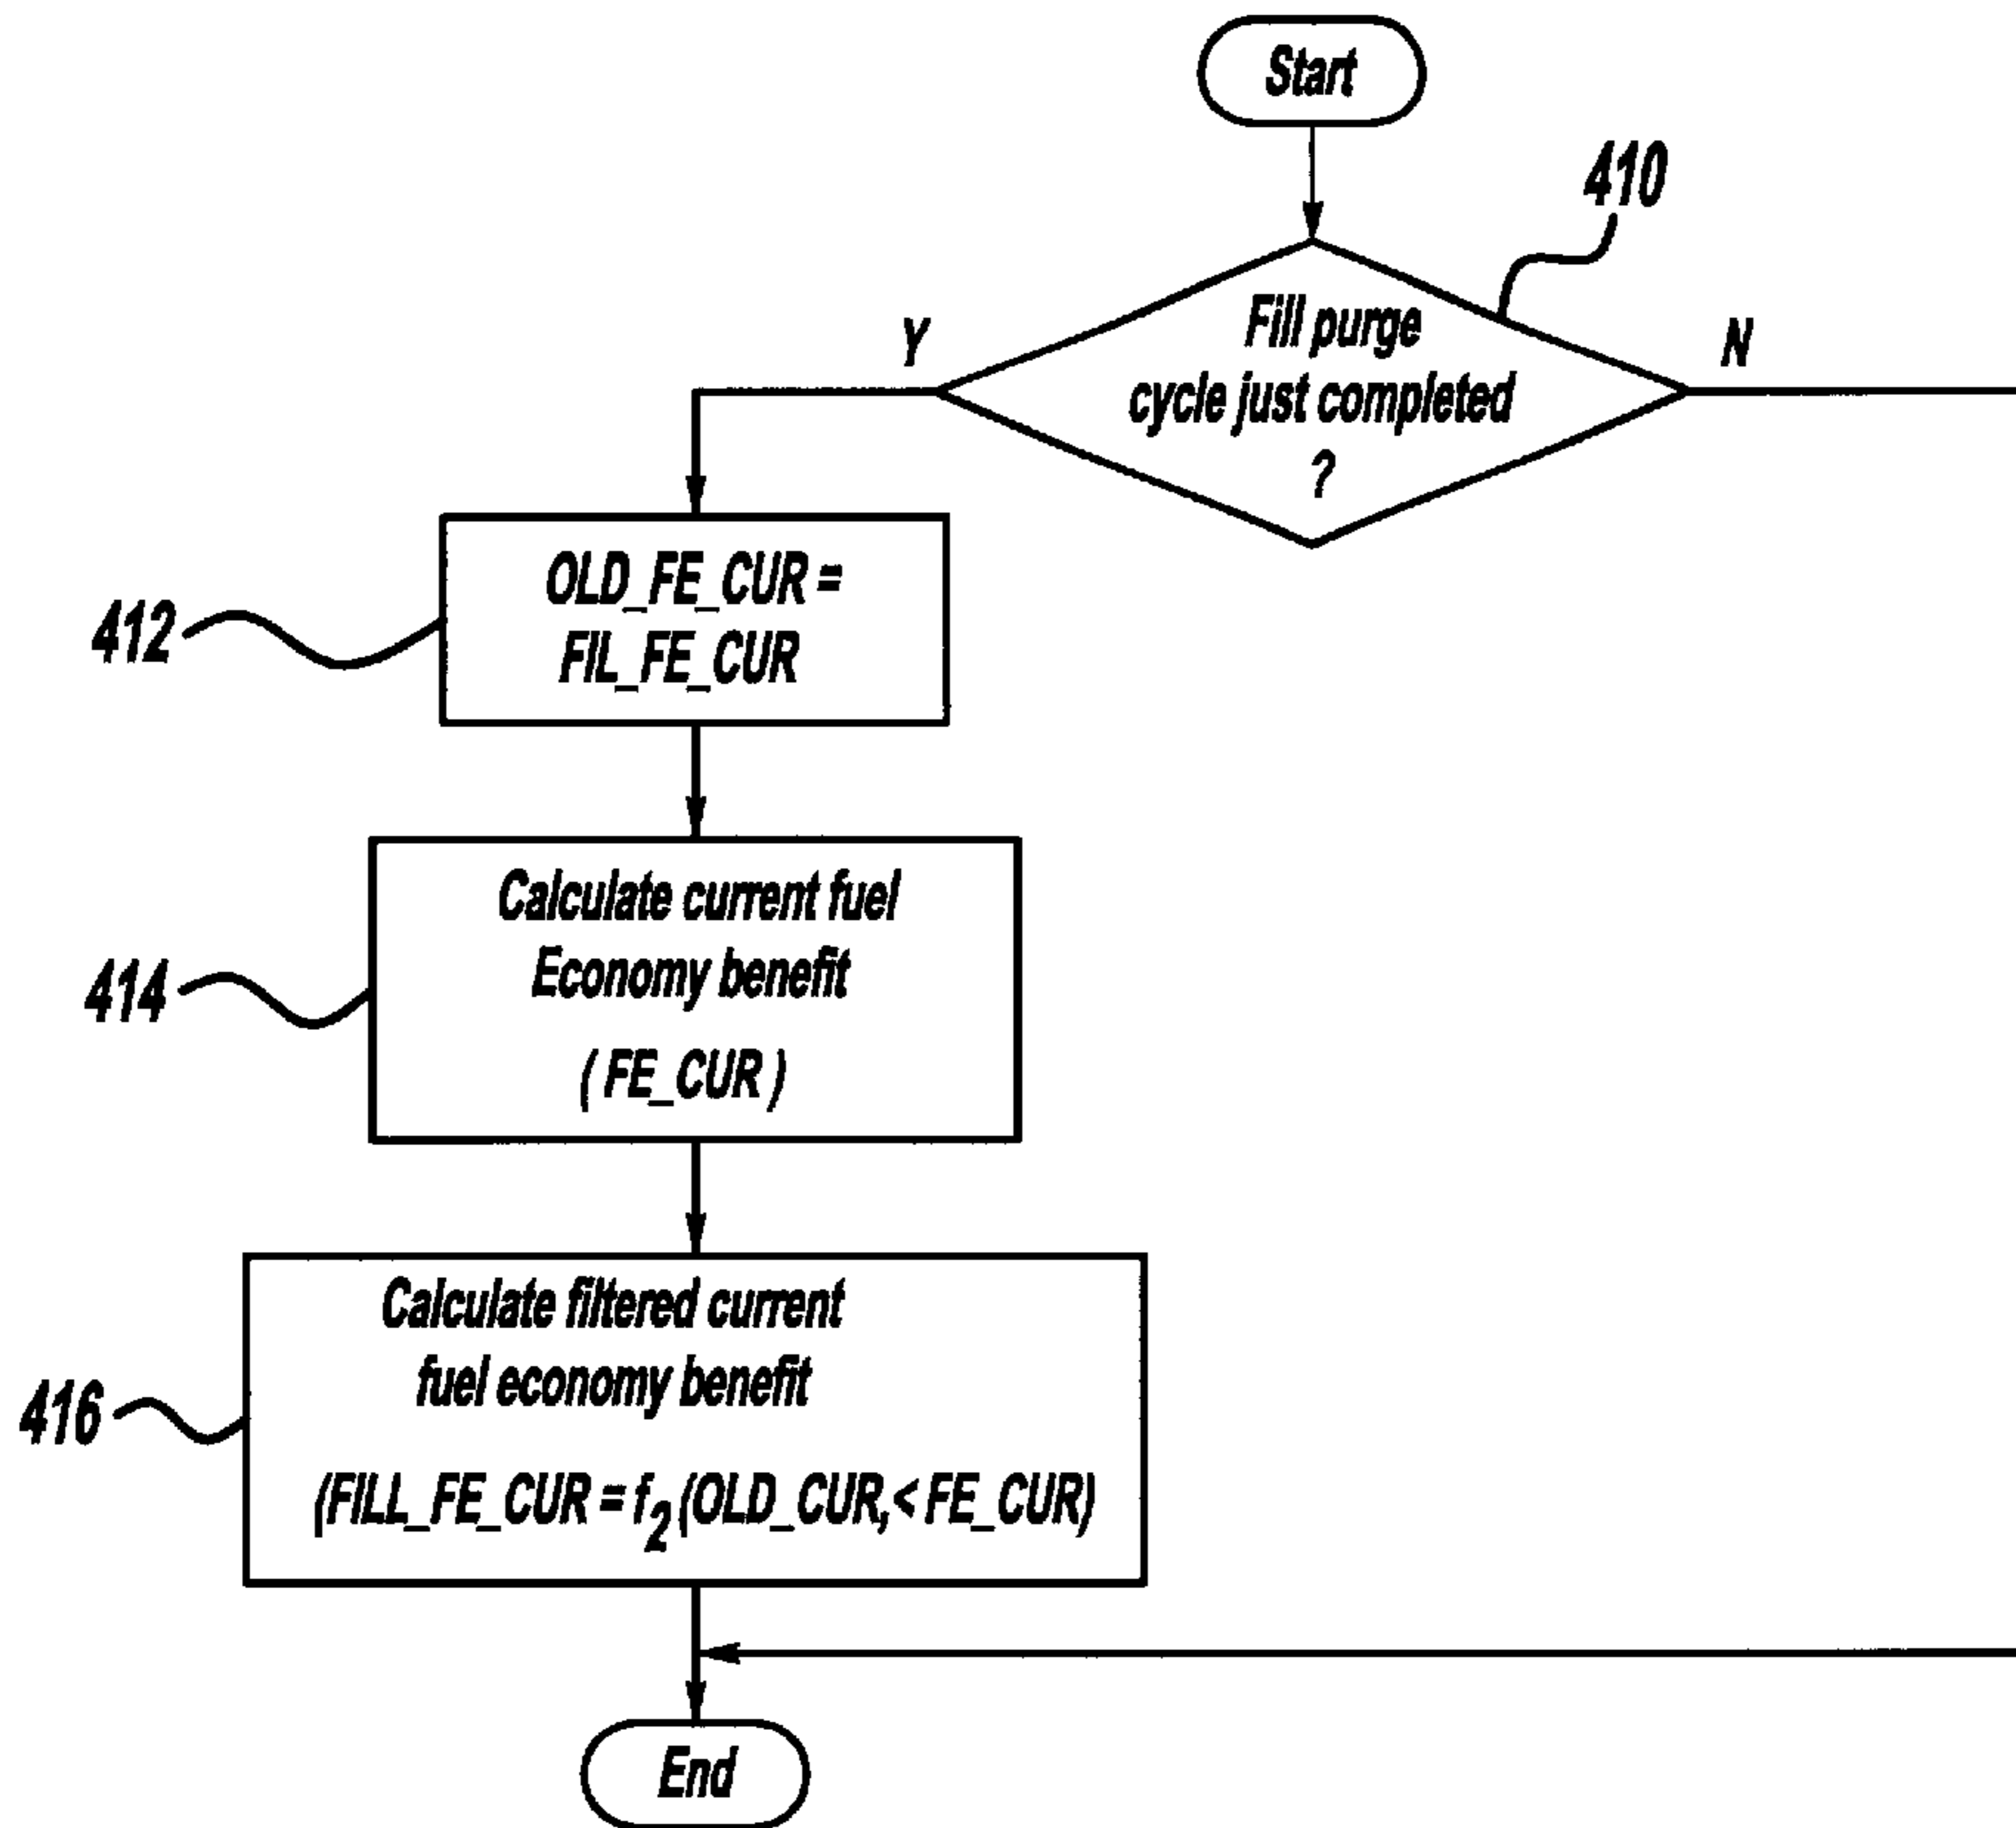 Start
410
Fill purge
cycle just completed
?
Y
N
OLD_FE_CUR =
FIL_FE_CUR
412
Calculate current fuel
Economy benefit
( FE_CUR )
414
Calculate filtered current
fuel economy benefit
(FILL_FE_CUR = f2 (OLD_CUR,< FE_CUR)
416
End